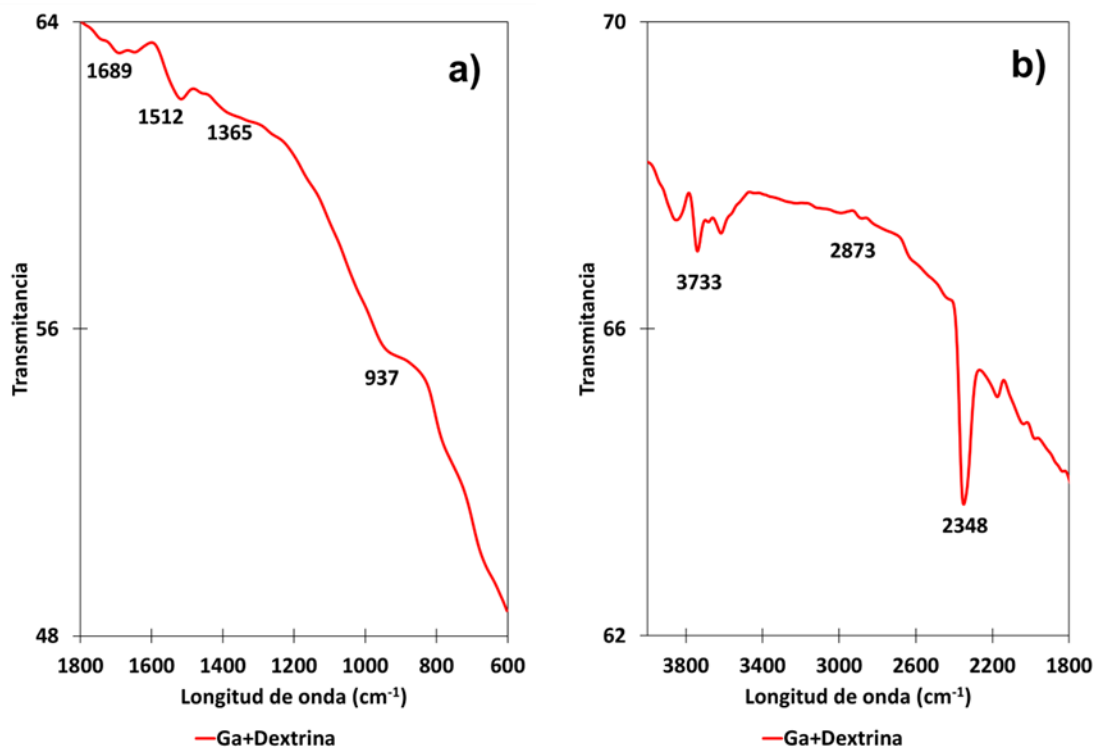 64
56
48
Transmitancia
a)
1689
1512
1365
937
1800 1600 1400 1200 1000 800 600
Longitud de onda (cm-1)
Ga+Dextrina
70
66
62
Transmitancia
b)
3733
2873
2348
3800 3400 3000 2600 2200 1800
Longitud de onda (cm-1)
Ga+Dextrina